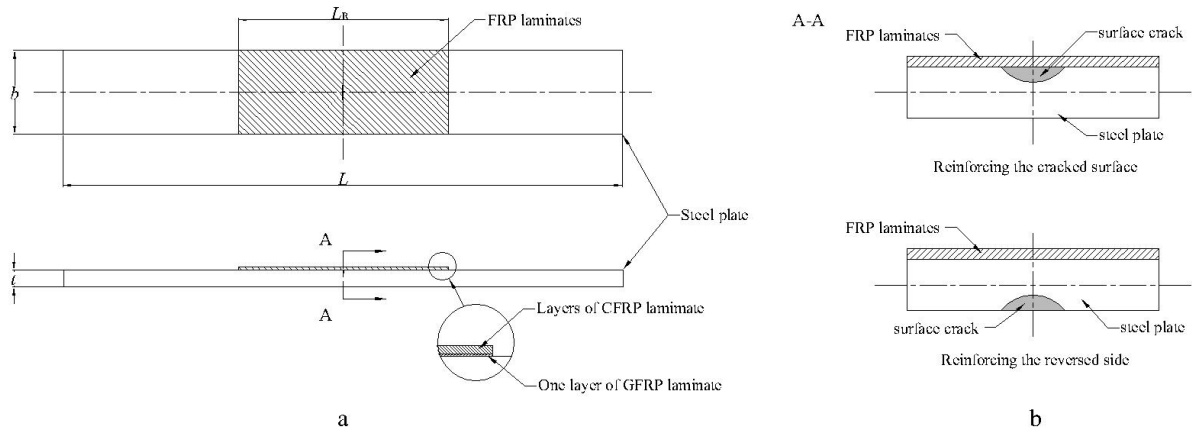 L_R
FRP laminates
b
L
Steel plate
A
t
A
Layers of CFRP lamimate
One layer of GFRP laminate
a
A-A
FRP laminates
surface crack
steel plate
Reinforcing the cracked surface
FRP laminates
surface crack
steel plate
Reinforcing the reversed side
b